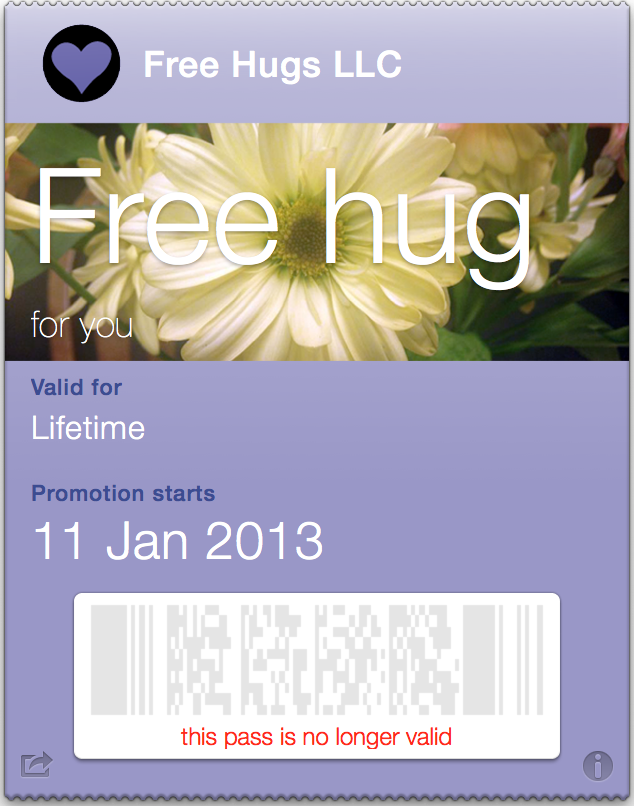 Free Hugs LLC
Free hug
for you
Valid for
Lifetime
Promotion starts
11 Jan 2013
this pass is no longer valid